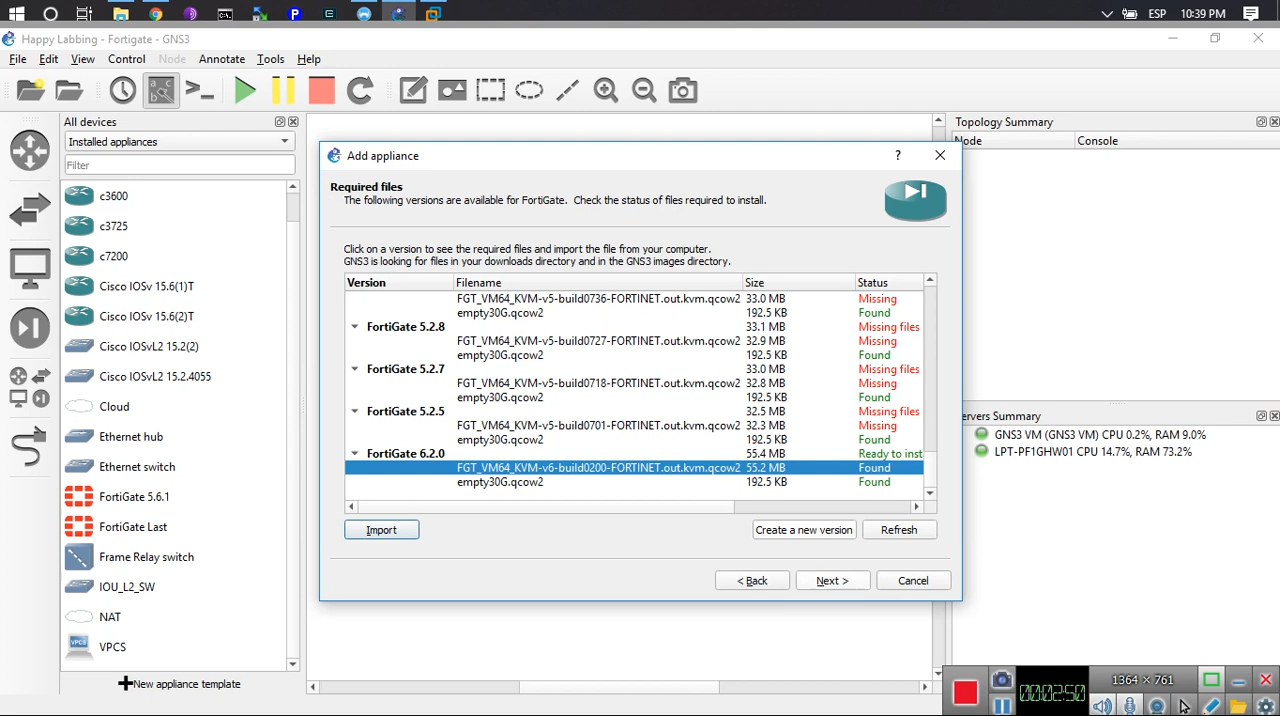 ESP 10:39 PM
Happy Labbing - Fortigate - GNS3
File Edit View Control Node Annotate Tools Help
All devices
Installed appliances
Filter
c3600
c3725
c7200
Cisco IOSv 15.6(1)T
Cisco IOSv 15.6(2)T
Cisco IOSvL2 15.2(2)
Cisco IOSvL2 15.2.4055
Cloud
Ethernet hub
Ethernet switch
FortiGate 5.6.1
FortiGate Last
Frame Relay switch
IOU_L2_SW
NAT
VPCS
New appliance template
Add appliance
Required files
The following versions are available for FortiGate. Check the status of files required to install.
Click on a version to see the required files and import the file from your computer.
GNS3 is looking for files in your downloads directory and in the GNS3 images directory.
Version Filename Size Status
FGT_VM64_KVM-v5-build0736-FORTINET.out.kvm.qcow2 33.0 MB Missing
empty30G.qcow2 192.5 KB Found
FortiGate 5.2.8 33.1 MB Missing files
FGT_VM64_KVM-v5-build0727-FORTINET.out.kvm.qcow2 32.9 MB Missing
empty30G.qcow2 192.5 KB Found
FortiGate 5.2.7 33.0 MB Missing files
FGT_VM64_KVM-v5-build0718-FORTINET.out.kvm.qcow2 32.8 MB Missing
empty30G.qcow2 192.5 KB Found
FortiGate 5.2.5 32.5 MB Missing files
FGT_VM64_KVM-v5-build0701-FORTINET.out.kvm.qcow2 32.3 MB Missing
empty30G.qcow2 192.5 KB Found
FortiGate 6.2.0 55.4 MB Ready to inst
FGT_VM64_KVM-v6-build0200-FORTINET.out.kvm.qcow2 55.2 MB Found
empty30G.qcow2 192.5 KB Found
Import Create a new version Refresh
< Back Next > Cancel
Topology Summary
Node Console
ervers Summary
GNS3 VM (GNS3 VM) CPU 0.2%, RAM 9.0%
LPT-PF1GHW01 CPU 14.7%, RAM 73.2%
00:02:50
1364 × 761